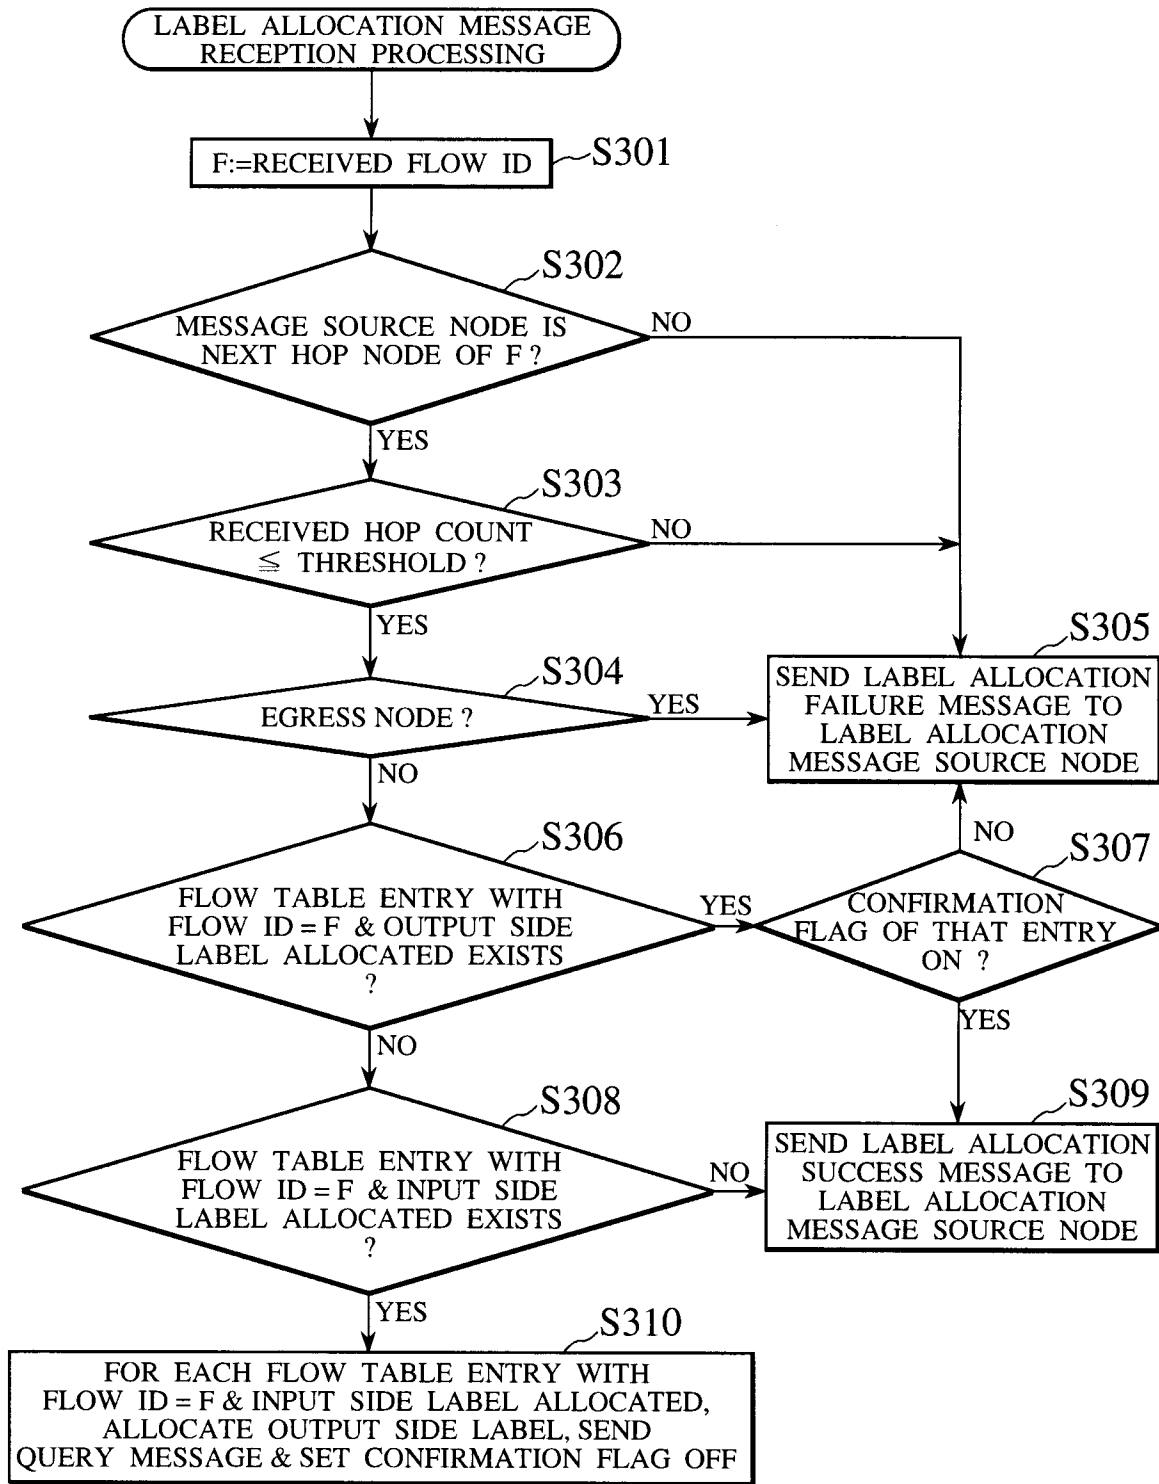 LABEL ALLOCATION MESSAGE
RECEPTION PROCESSING
F:=RECEIVED FLOW ID
S301
S302
MESSAGE SOURCE NODE IS
NEXT HOP NODE OF F ?
NO
YES
S303
RECEIVED HOP COUNT
≦ THRESHOLD ?
NO
YES
S304
EGRESS NODE ?
YES
NO
S305
SEND LABEL ALLOCATION
FAILURE MESSAGE TO
LABEL ALLOCATION
MESSAGE SOURCE NODE
S306
FLOW TABLE ENTRY WITH
FLOW ID = F & OUTPUT SIDE
LABEL ALLOCATED EXISTS
?
YES
NO
S307
CONFIRMATION
FLAG OF THAT ENTRY
ON ?
NO
YES
S308
FLOW TABLE ENTRY WITH
FLOW ID = F & INPUT SIDE
LABEL ALLOCATED EXISTS
?
NO
YES
S309
SEND LABEL ALLOCATION
SUCCESS MESSAGE TO
LABEL ALLOCATION
MESSAGE SOURCE NODE
S310
FOR EACH FLOW TABLE ENTRY WITH
FLOW ID = F & INPUT SIDE LABEL ALLOCATED,
ALLOCATE OUTPUT SIDE LABEL, SEND
QUERY MESSAGE & SET CONFIRMATION FLAG OFF